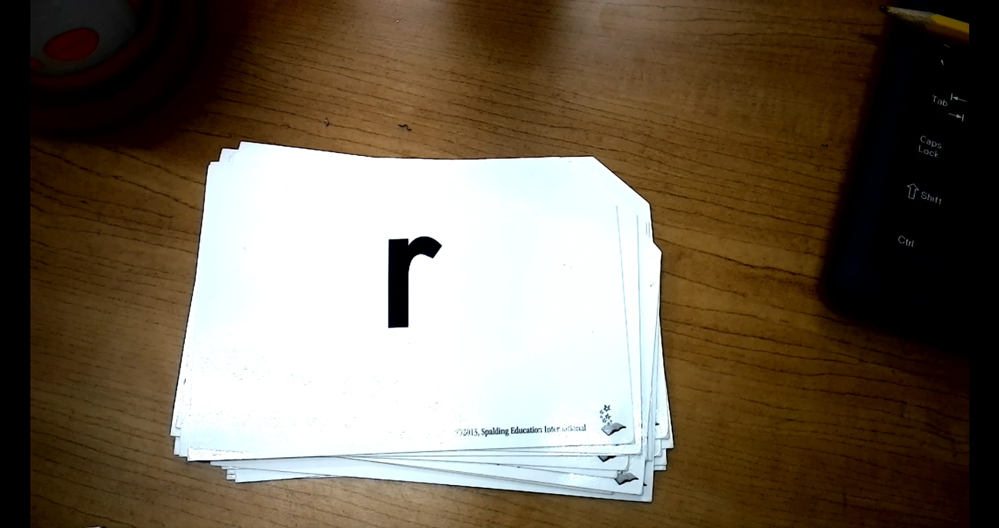 r
©2013, Spalding Education International
Tab
Caps
Lock
Shift
Ctrl